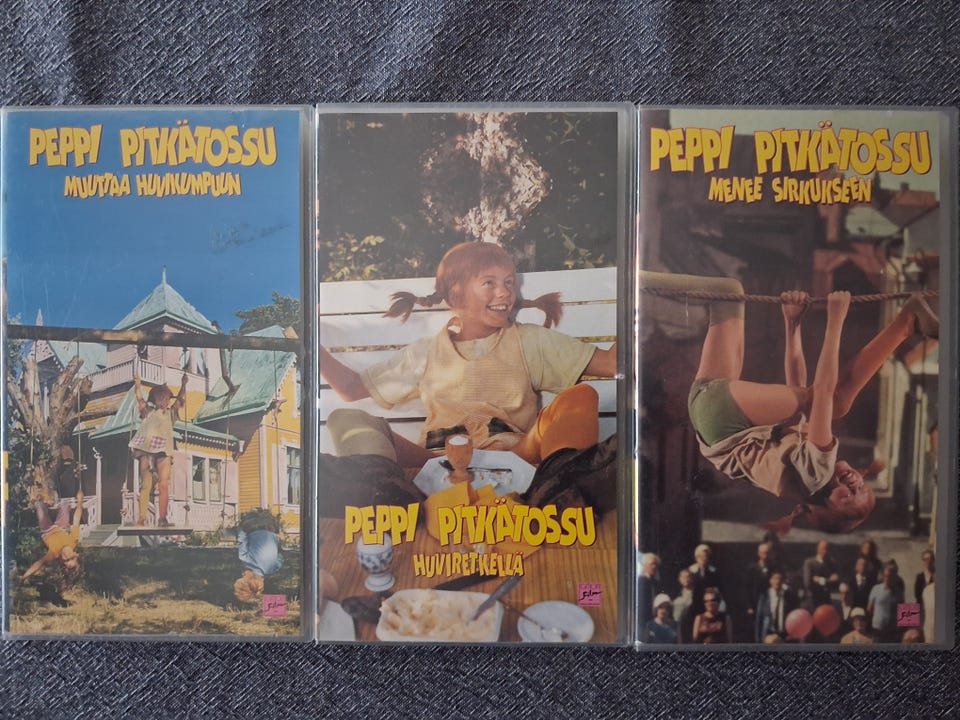 PEPPI PITKÄTOSSU
MUUTTAA HUVIKUMPUUN
PEPPI PITKÄTOSSU
HUVIRETKELLÄ
PEPPI PITKÄTOSSU
MENEE SIRKUKSEEN